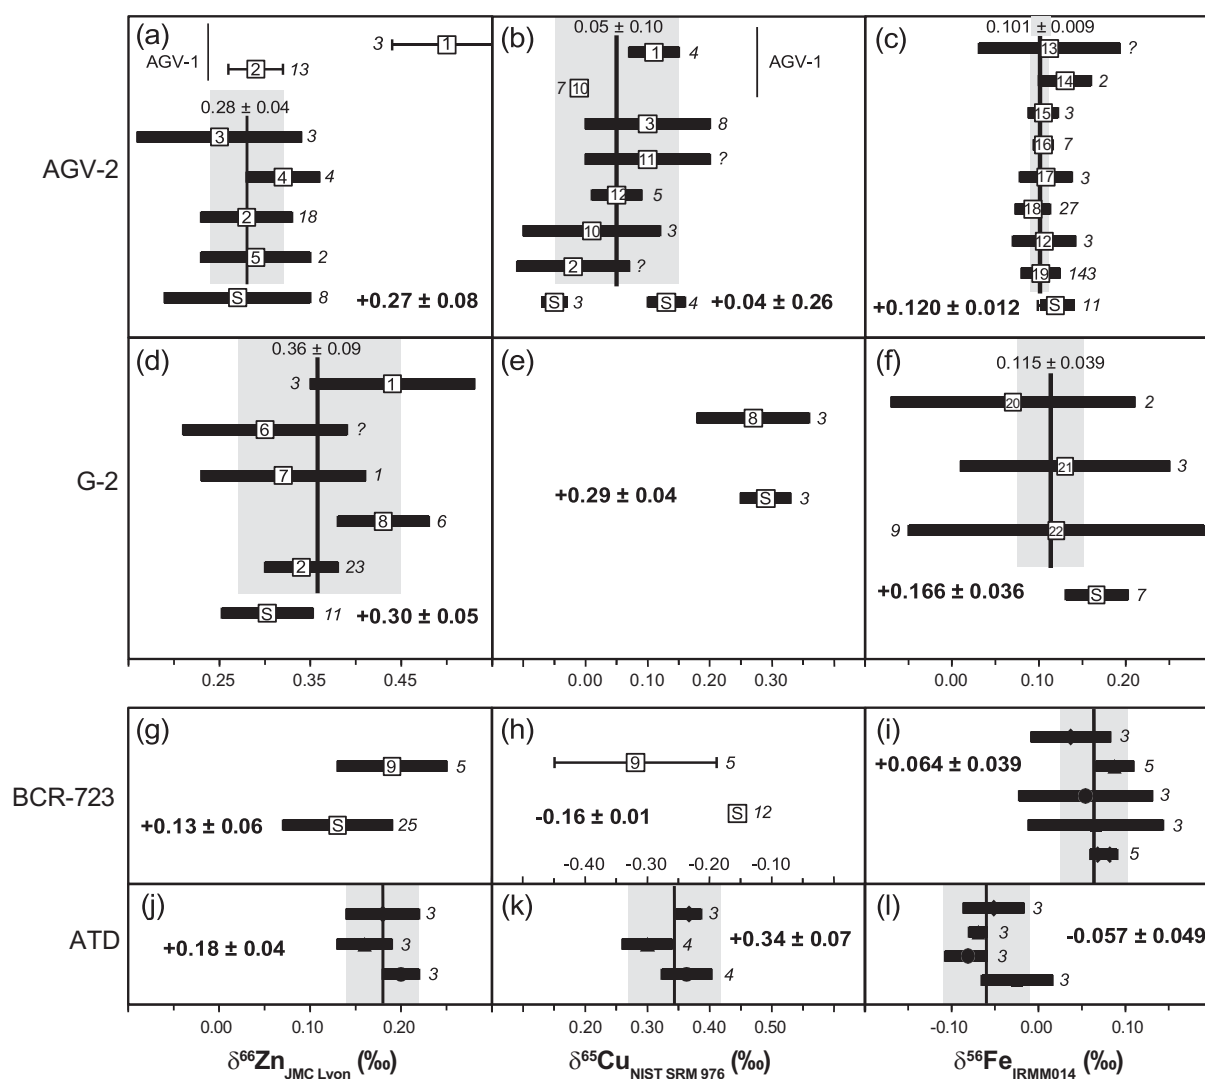 (a)
3 1
AGV-1
2 13
0.28 ± 0.04
3 3
4 4
2 18
5 2
S 8
+0.27 ± 0.08
(b)
0.05 ± 0.10
1 4
AGV-1
7 10
3 8
11 ?
12 5
10 3
2 ?
S 3 S 4
+0.04 ± 0.26
(c)
0.101 ± 0.009
13 ?
14 2
15 3
16 7
17 3
18 27
12 3
19 143
+0.120 ± 0.012
S 11
AGV-2
(d)
0.36 ± 0.09
3 1
6 ?
7 1
8 6
2 23
S 11
+0.30 ± 0.05
(e)
8 3
+0.29 ± 0.04
S 3
(f)
0.115 ± 0.039
20 2
21 3
9 22
+0.166 ± 0.036
S 7
G-2
0.25 0.35 0.45
0.00 0.10 0.20 0.30
0.00 0.10 0.20
(g)
9 5
+0.13 ± 0.06
S 25
(h)
9 5
-0.16 ± 0.01
S 12
-0.40 -0.30 -0.20 -0.10
(i)
3
+0.064 ± 0.039
5
3
3
5
BCR-723
(j)
3
+0.18 ± 0.04
3
3
(k)
3
4
+0.34 ± 0.07
4
(l)
3
3
-0.057 ± 0.049
3
3
ATD
0.00 0.10 0.20
0.20 0.30 0.40 0.50
-0.10 0.00 0.10
δ⁶⁶Zn JMC Lyon (‰)
δ⁶⁵Cu NIST SRM 976 (‰)
δ⁵⁶Fe IRMM014 (‰)